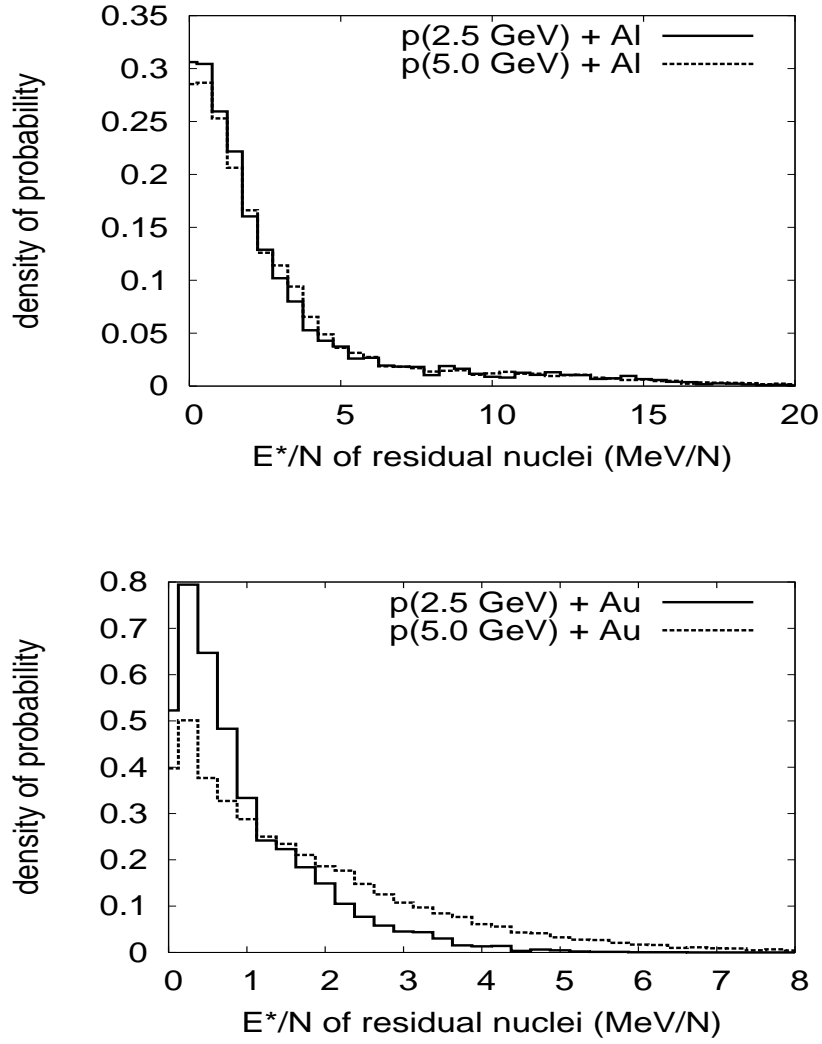 density of probability
0.35
0.3
0.25
0.2
0.15
0.1
0.05
0
p(2.5 GeV) + Al
p(5.0 GeV) + Al
0 5 10 15 20
E*/N of residual nuclei (MeV/N)
density of probability
0.8
0.7
0.6
0.5
0.4
0.3
0.2
0.1
0
p(2.5 GeV) + Au
p(5.0 GeV) + Au
0 1 2 3 4 5 6 7 8
E*/N of residual nuclei (MeV/N)